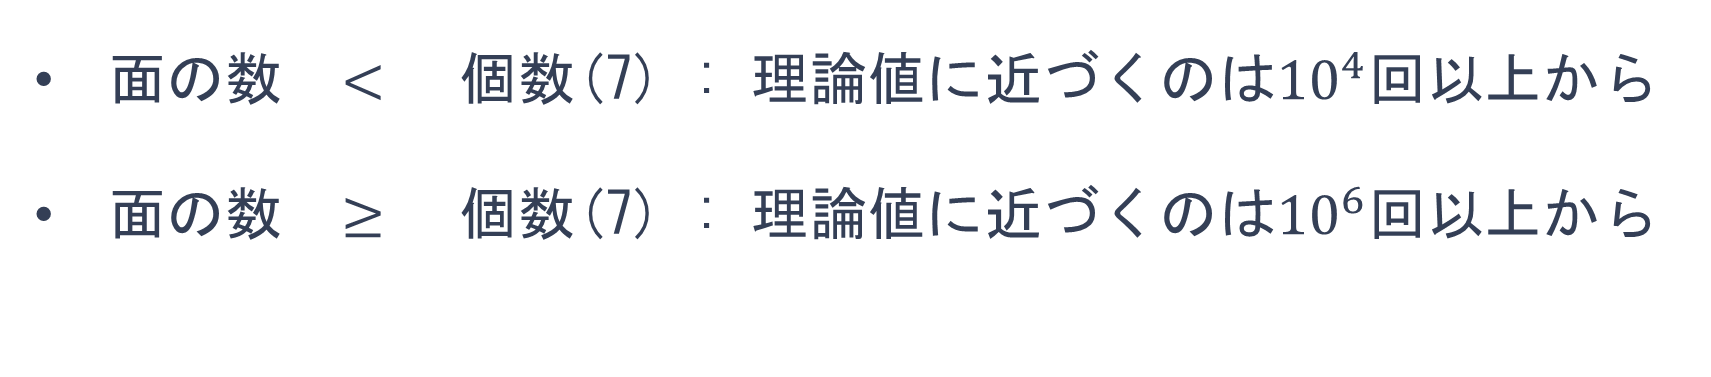 • 面の数　<　個数(7)：理論値に近づくのは10⁴回以上から
• 面の数　≥　個数(7)：理論値に近づくのは10⁶回以上から